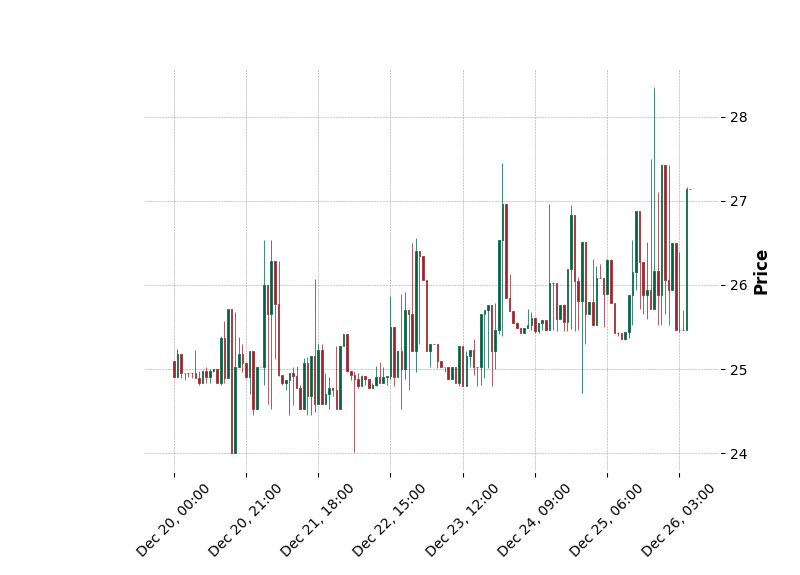 28
27
26
25
24
Price
Dec 20, 00:00
Dec 20, 21:00
Dec 21, 18:00
Dec 22, 15:00
Dec 23, 12:00
Dec 24, 09:00
Dec 25, 06:00
Dec 26, 03:00